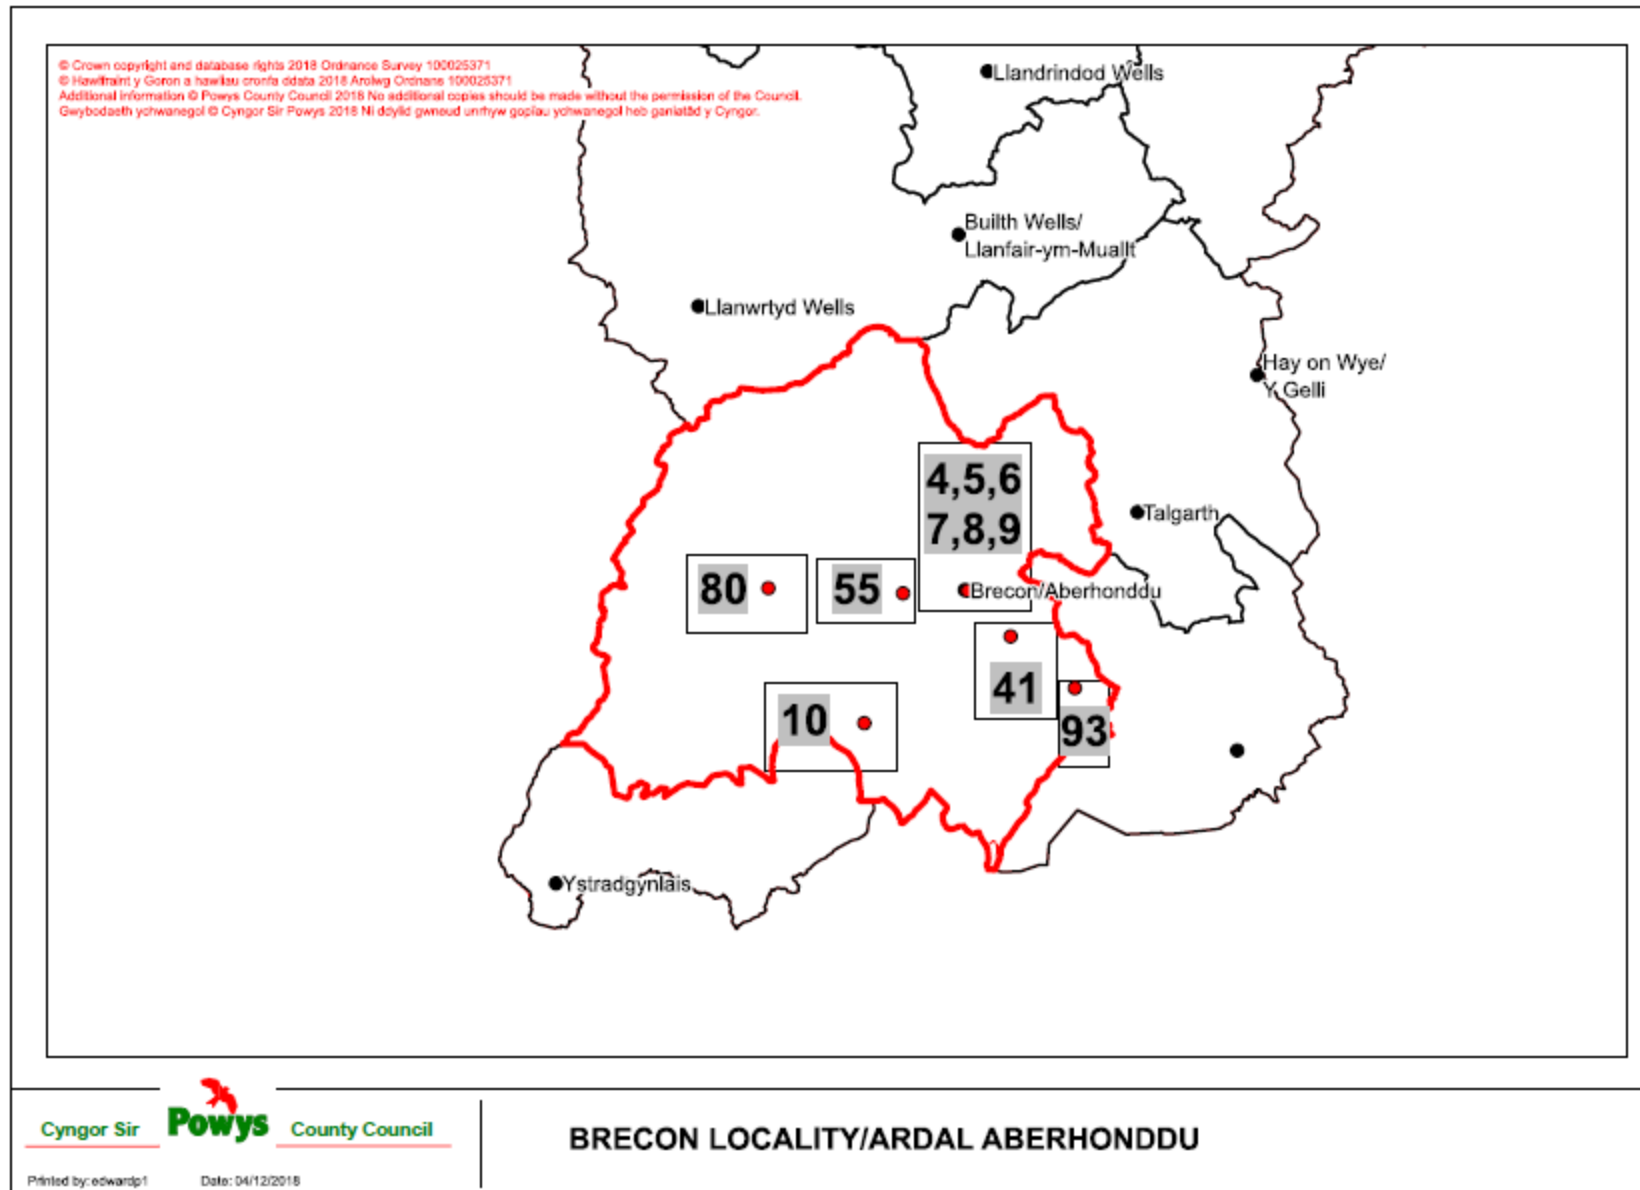 © Crown copyright and database rights 2018 Ordnance Survey 100025371
© Hawlfraint y Goron a hawliau cronfa ddata 2018 Arolwg Ordnans 100025371
Additional Information © Powys County Council 2018 No additional copies should be made without the permission of the Council.
Gwybodaeth ychwanegol © Cyngor Sir Powys 2018 Ni ddylid gwneud unrhyw gopïau ychwanegol heb ganiatâd y Cyngor.
Llandrindod Wells
Builth Wells/
Llanfair-ym-Muallt
Llanwrtyd Wells
Hay on Wye/
Y Gelli
4,5,6
7,8,9
Talgarth
80
55
Brecon/Aberhonddu
41
10
93
Ystradgynlais
Cyngor Sir Powys County Council
BRECON LOCALITY/ARDAL ABERHONDDU
Printed by: edwardp1 Date: 04/12/2018